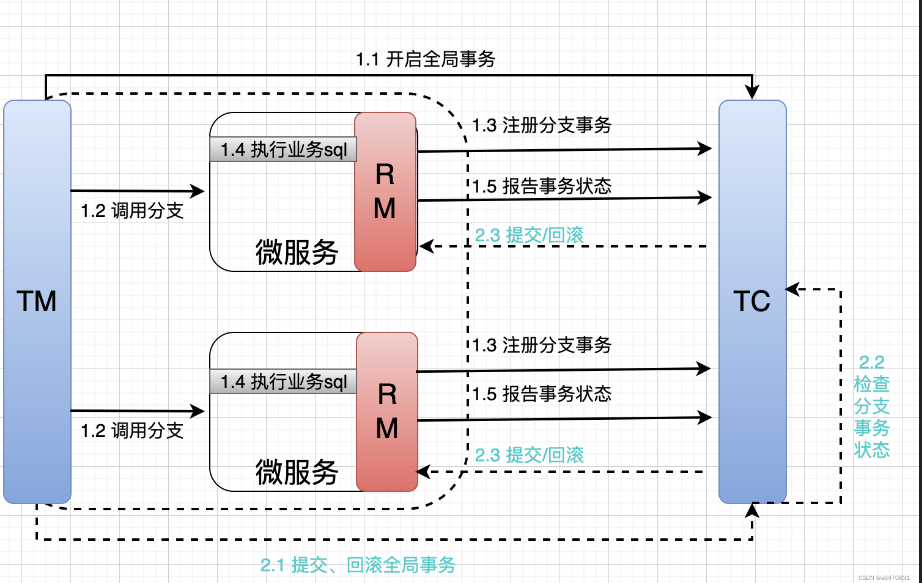 1.1 开启全局事务
1.3 注册分支事务
1.4 执行业务sql
R
M
1.5 报告事务状态
1.2 调用分支
2.3 提交/回滚
微服务
TM
TC
1.3 注册分支事务
1.4 执行业务sql
R
M
1.5 报告事务状态
1.2 调用分支
2.3 提交/回滚
微服务
2.2
检查
分支
事务
状态
2.1 提交、回滚全局事务